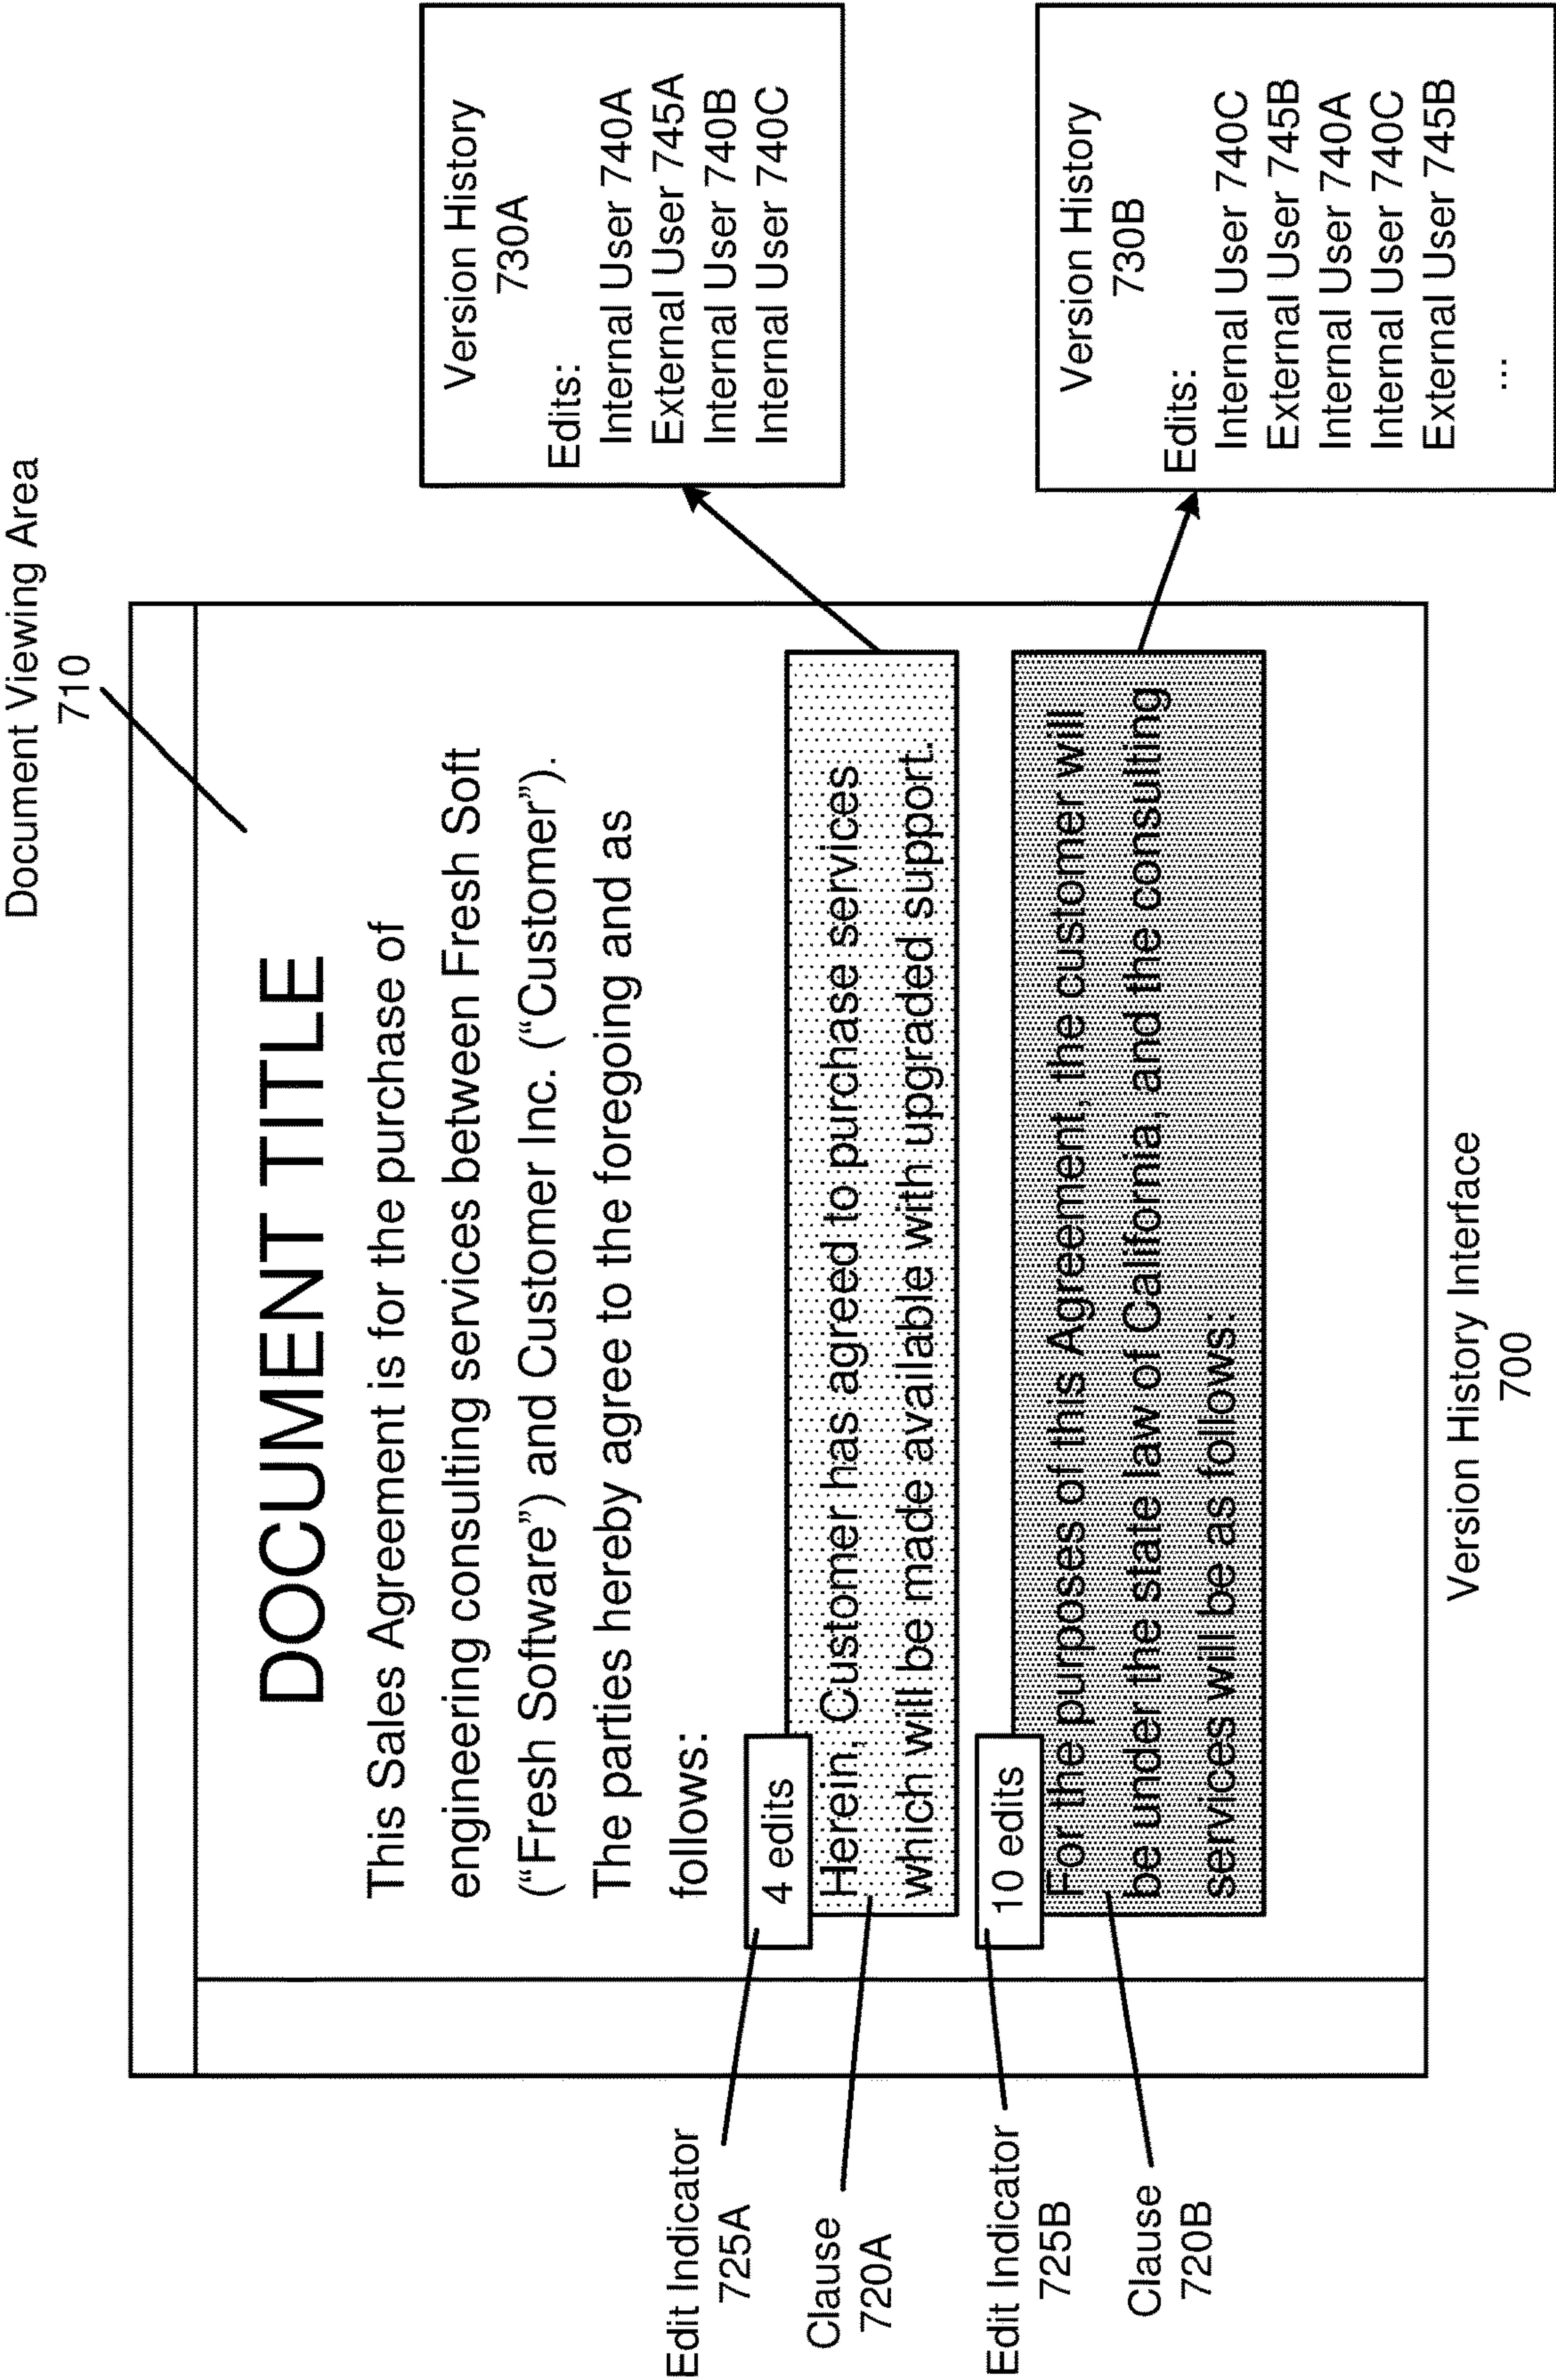 Document Viewing Area
710
DOCUMENT TITLE
This Sales Agreement is for the purchase of
engineering consulting services between Fresh Soft
(“Fresh Software”) and Customer Inc. (“Customer”).
The parties hereby agree to the foregoing and as
follows:
Edit Indicator
725A
4 edits
Clause
720A
Herein, Customer has agreed to purchase services
which will be made available with upgraded support.
Edit Indicator
725B
10 edits
Clause
720B
For the purposes of this Agreement, the customer will
be under the state law of California, and the consulting
services will be as follows:
Version History
730A
Edits:
Internal User 740A
External User 745A
Internal User 740B
Internal User 740C
Version History
730B
Edits:
Internal User 740C
External User 745B
Internal User 740A
Internal User 740C
External User 745B
...
Version History Interface
700